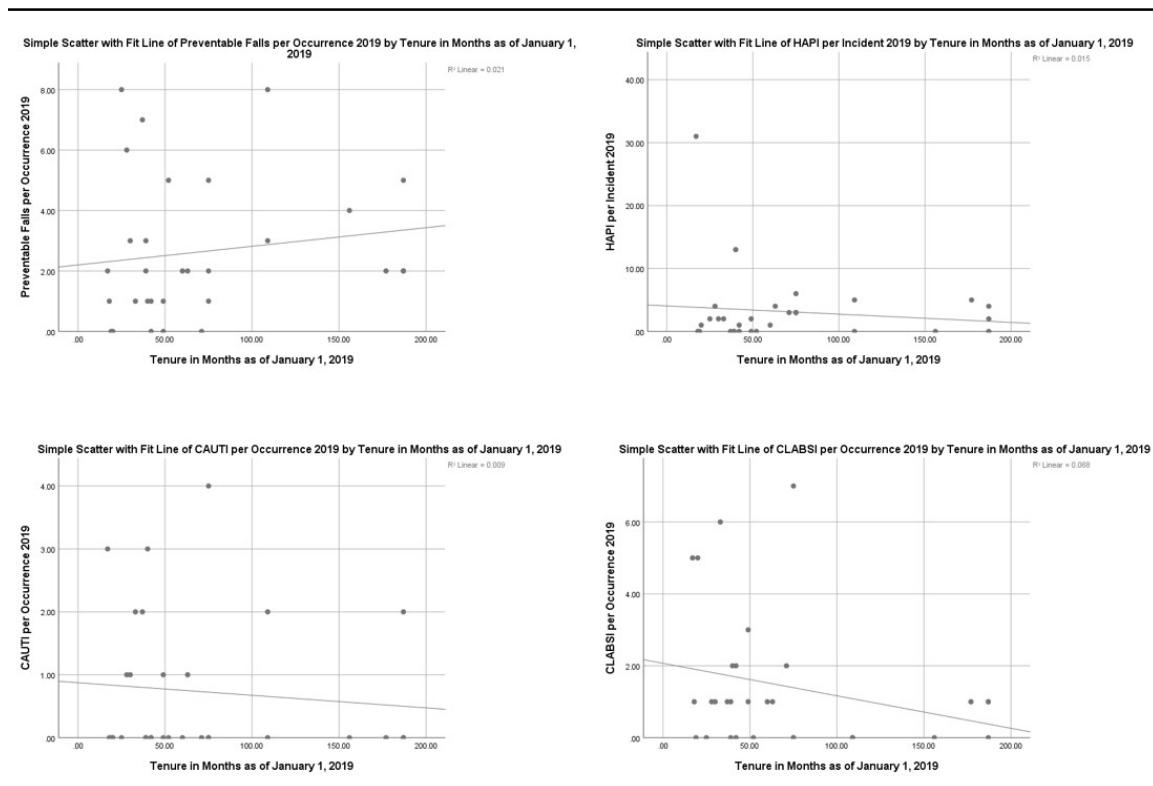 Simple Scatter with Fit Line of Preventable Falls per Occurrence 2019 by Tenure in Months as of January 1,
2019
R² Linear = 0.021
Preventable Falls per Occurrence 2019
8.00
6.00
4.00
2.00
.00
.00 50.00 100.00 150.00 200.00
Tenure in Months as of January 1, 2019
Simple Scatter with Fit Line of HAPI per Incident 2019 by Tenure in Months as of January 1, 2019
R² Linear = 0.015
HAPI per Incident 2019
40.00
30.00
20.00
10.00
.00
.00 50.00 100.00 150.00 200.00
Tenure in Months as of January 1, 2019
Simple Scatter with Fit Line of CAUTI per Occurrence 2019 by Tenure in Months as of January 1, 2019
R² Linear = 0.009
CAUTI per Occurrence 2019
4.00
3.00
2.00
1.00
.00
.00 50.00 100.00 150.00 200.00
Tenure in Months as of January 1, 2019
Simple Scatter with Fit Line of CLABSI per Occurrence 2019 by Tenure in Months as of January 1, 2019
R² Linear = 0.068
CLABSI per Occurrence 2019
6.00
4.00
2.00
.00
.00 50.00 100.00 150.00 200.00
Tenure in Months as of January 1, 2019